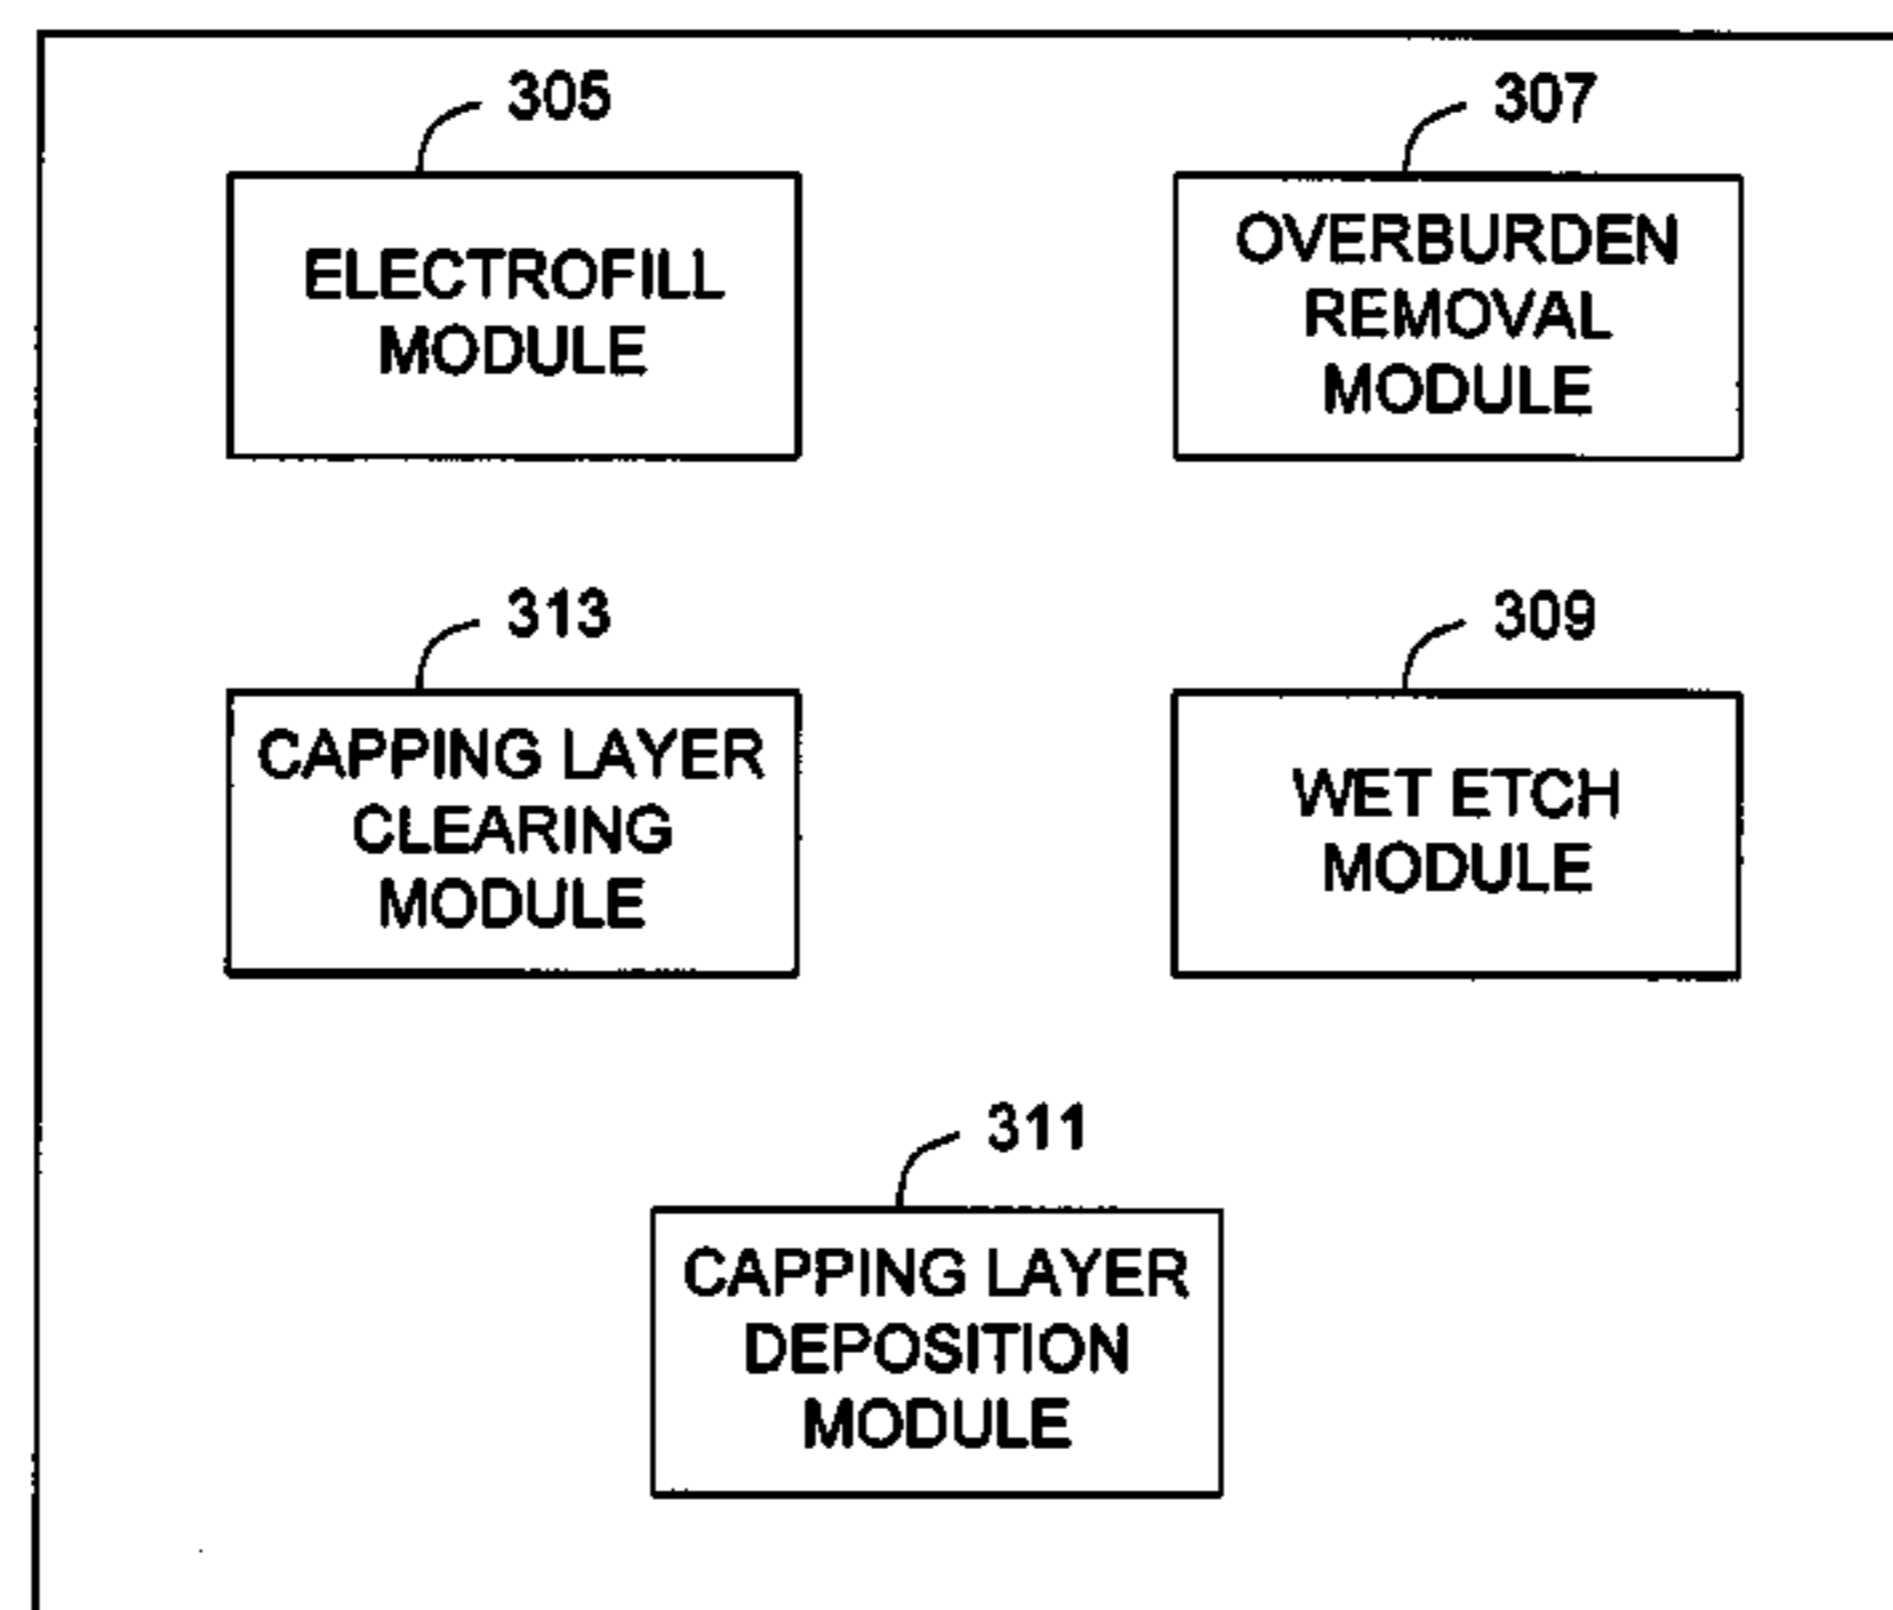 305
ELECTROFILL
MODULE
307
OVERBURDEN
REMOVAL
MODULE
313
CAPPING LAYER
CLEARING
MODULE
309
WET ETCH
MODULE
311
CAPPING LAYER
DEPOSITION
MODULE